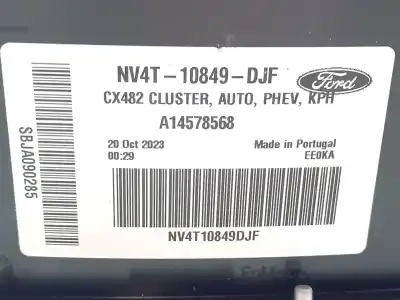 NV4T-10849-DJF
Ford
CX482 CLUSTER, AUTO, PHEV, KPH
A14578568
20 Oct 2023
00:29
Made in Portugal
EE0KA
SBJA090285
NV4T10849DJF